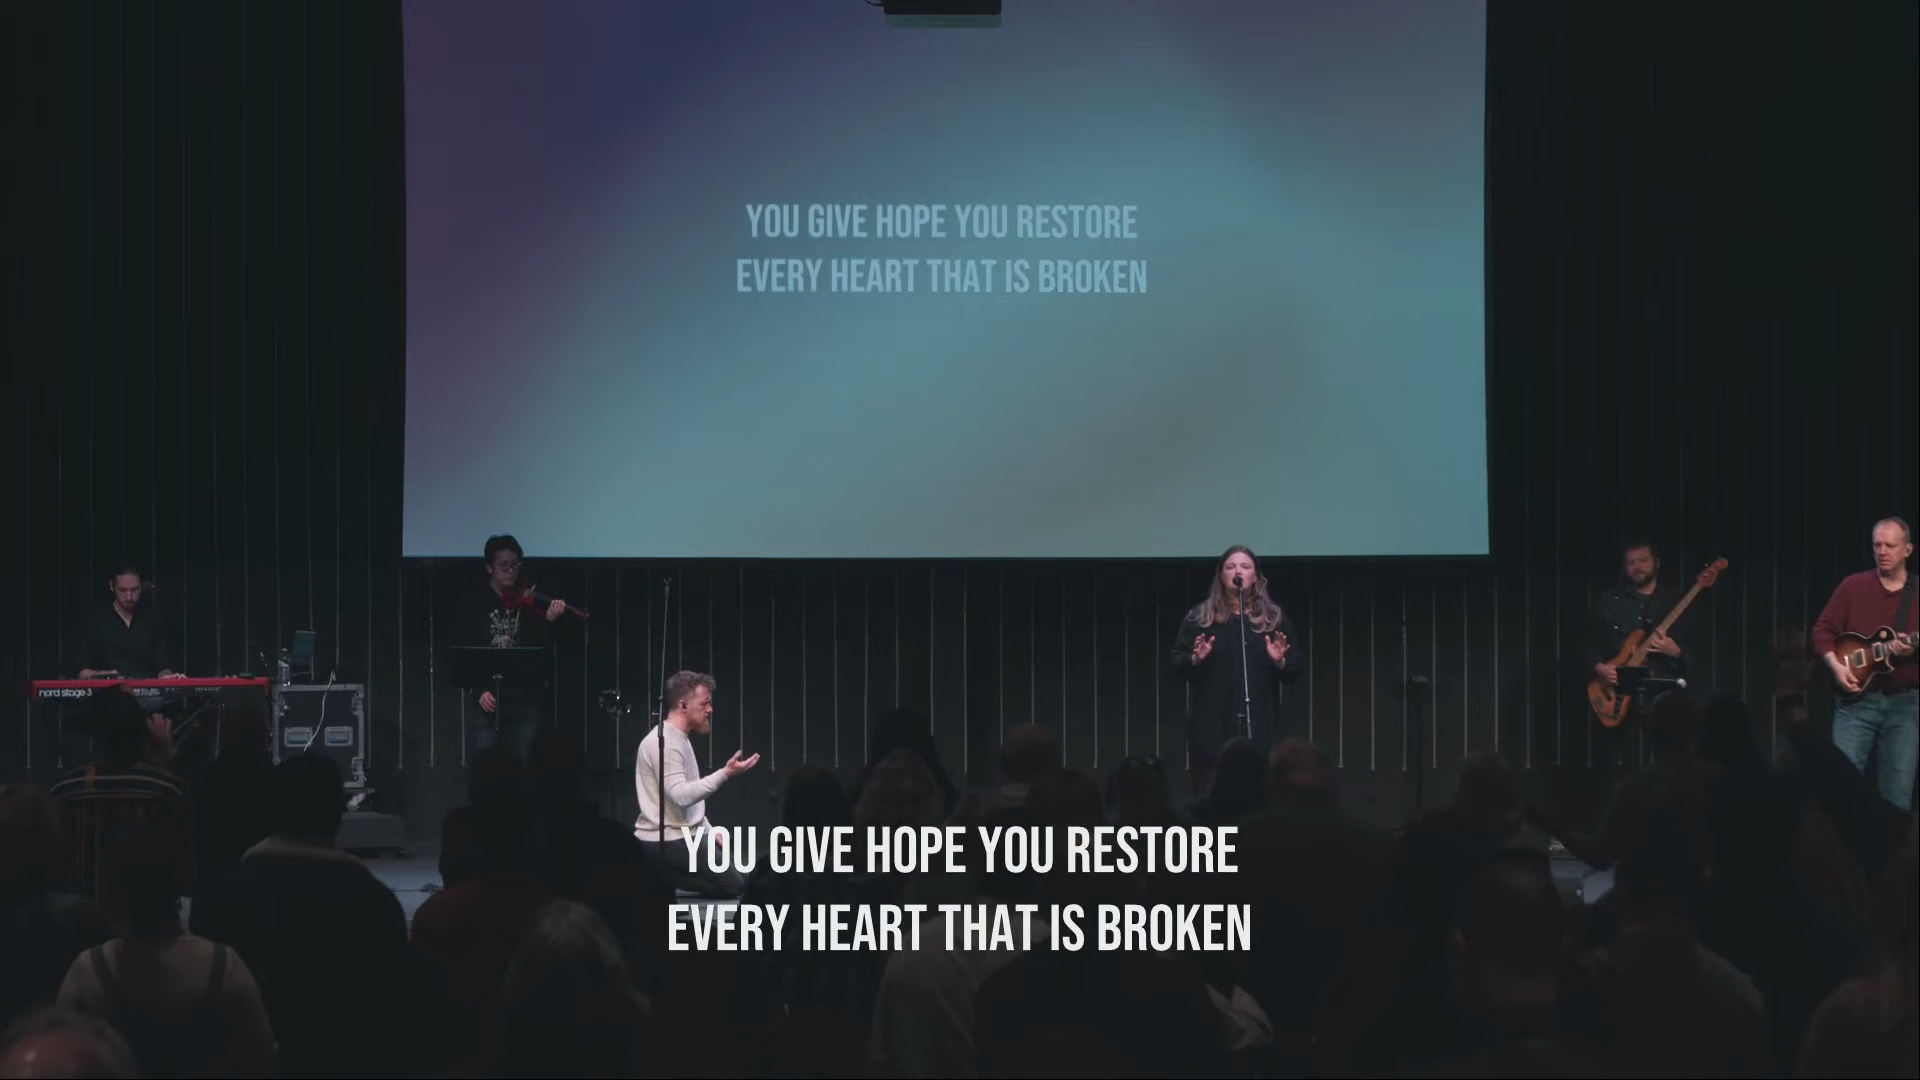 YOU GIVE HOPE YOU RESTORE
EVERY HEART THAT IS BROKEN
nord stage 3
YOU GIVE HOPE YOU RESTORE
EVERY HEART THAT IS BROKEN